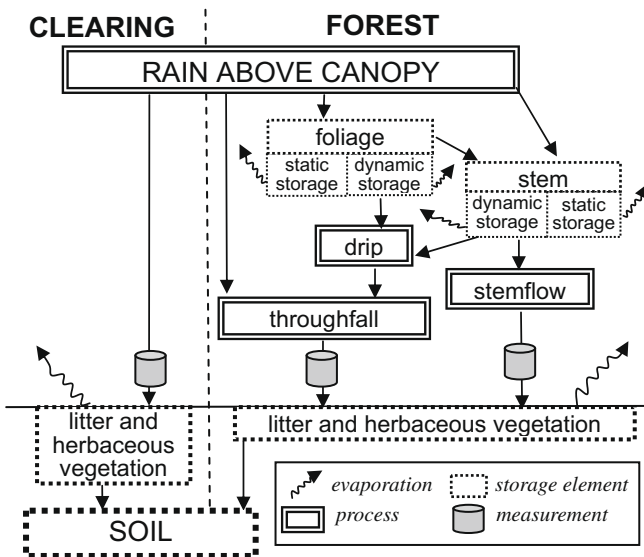 CLEARING
FOREST
RAIN ABOVE CANOPY
foliage
static
storage
dynamic
storage
stem
dynamic
storage
static
storage
drip
stemflow
throughfall
litter and
herbaceous
vegetation
litter and herbaceous vegetation
SOIL
evaporation
storage element
process
measurement